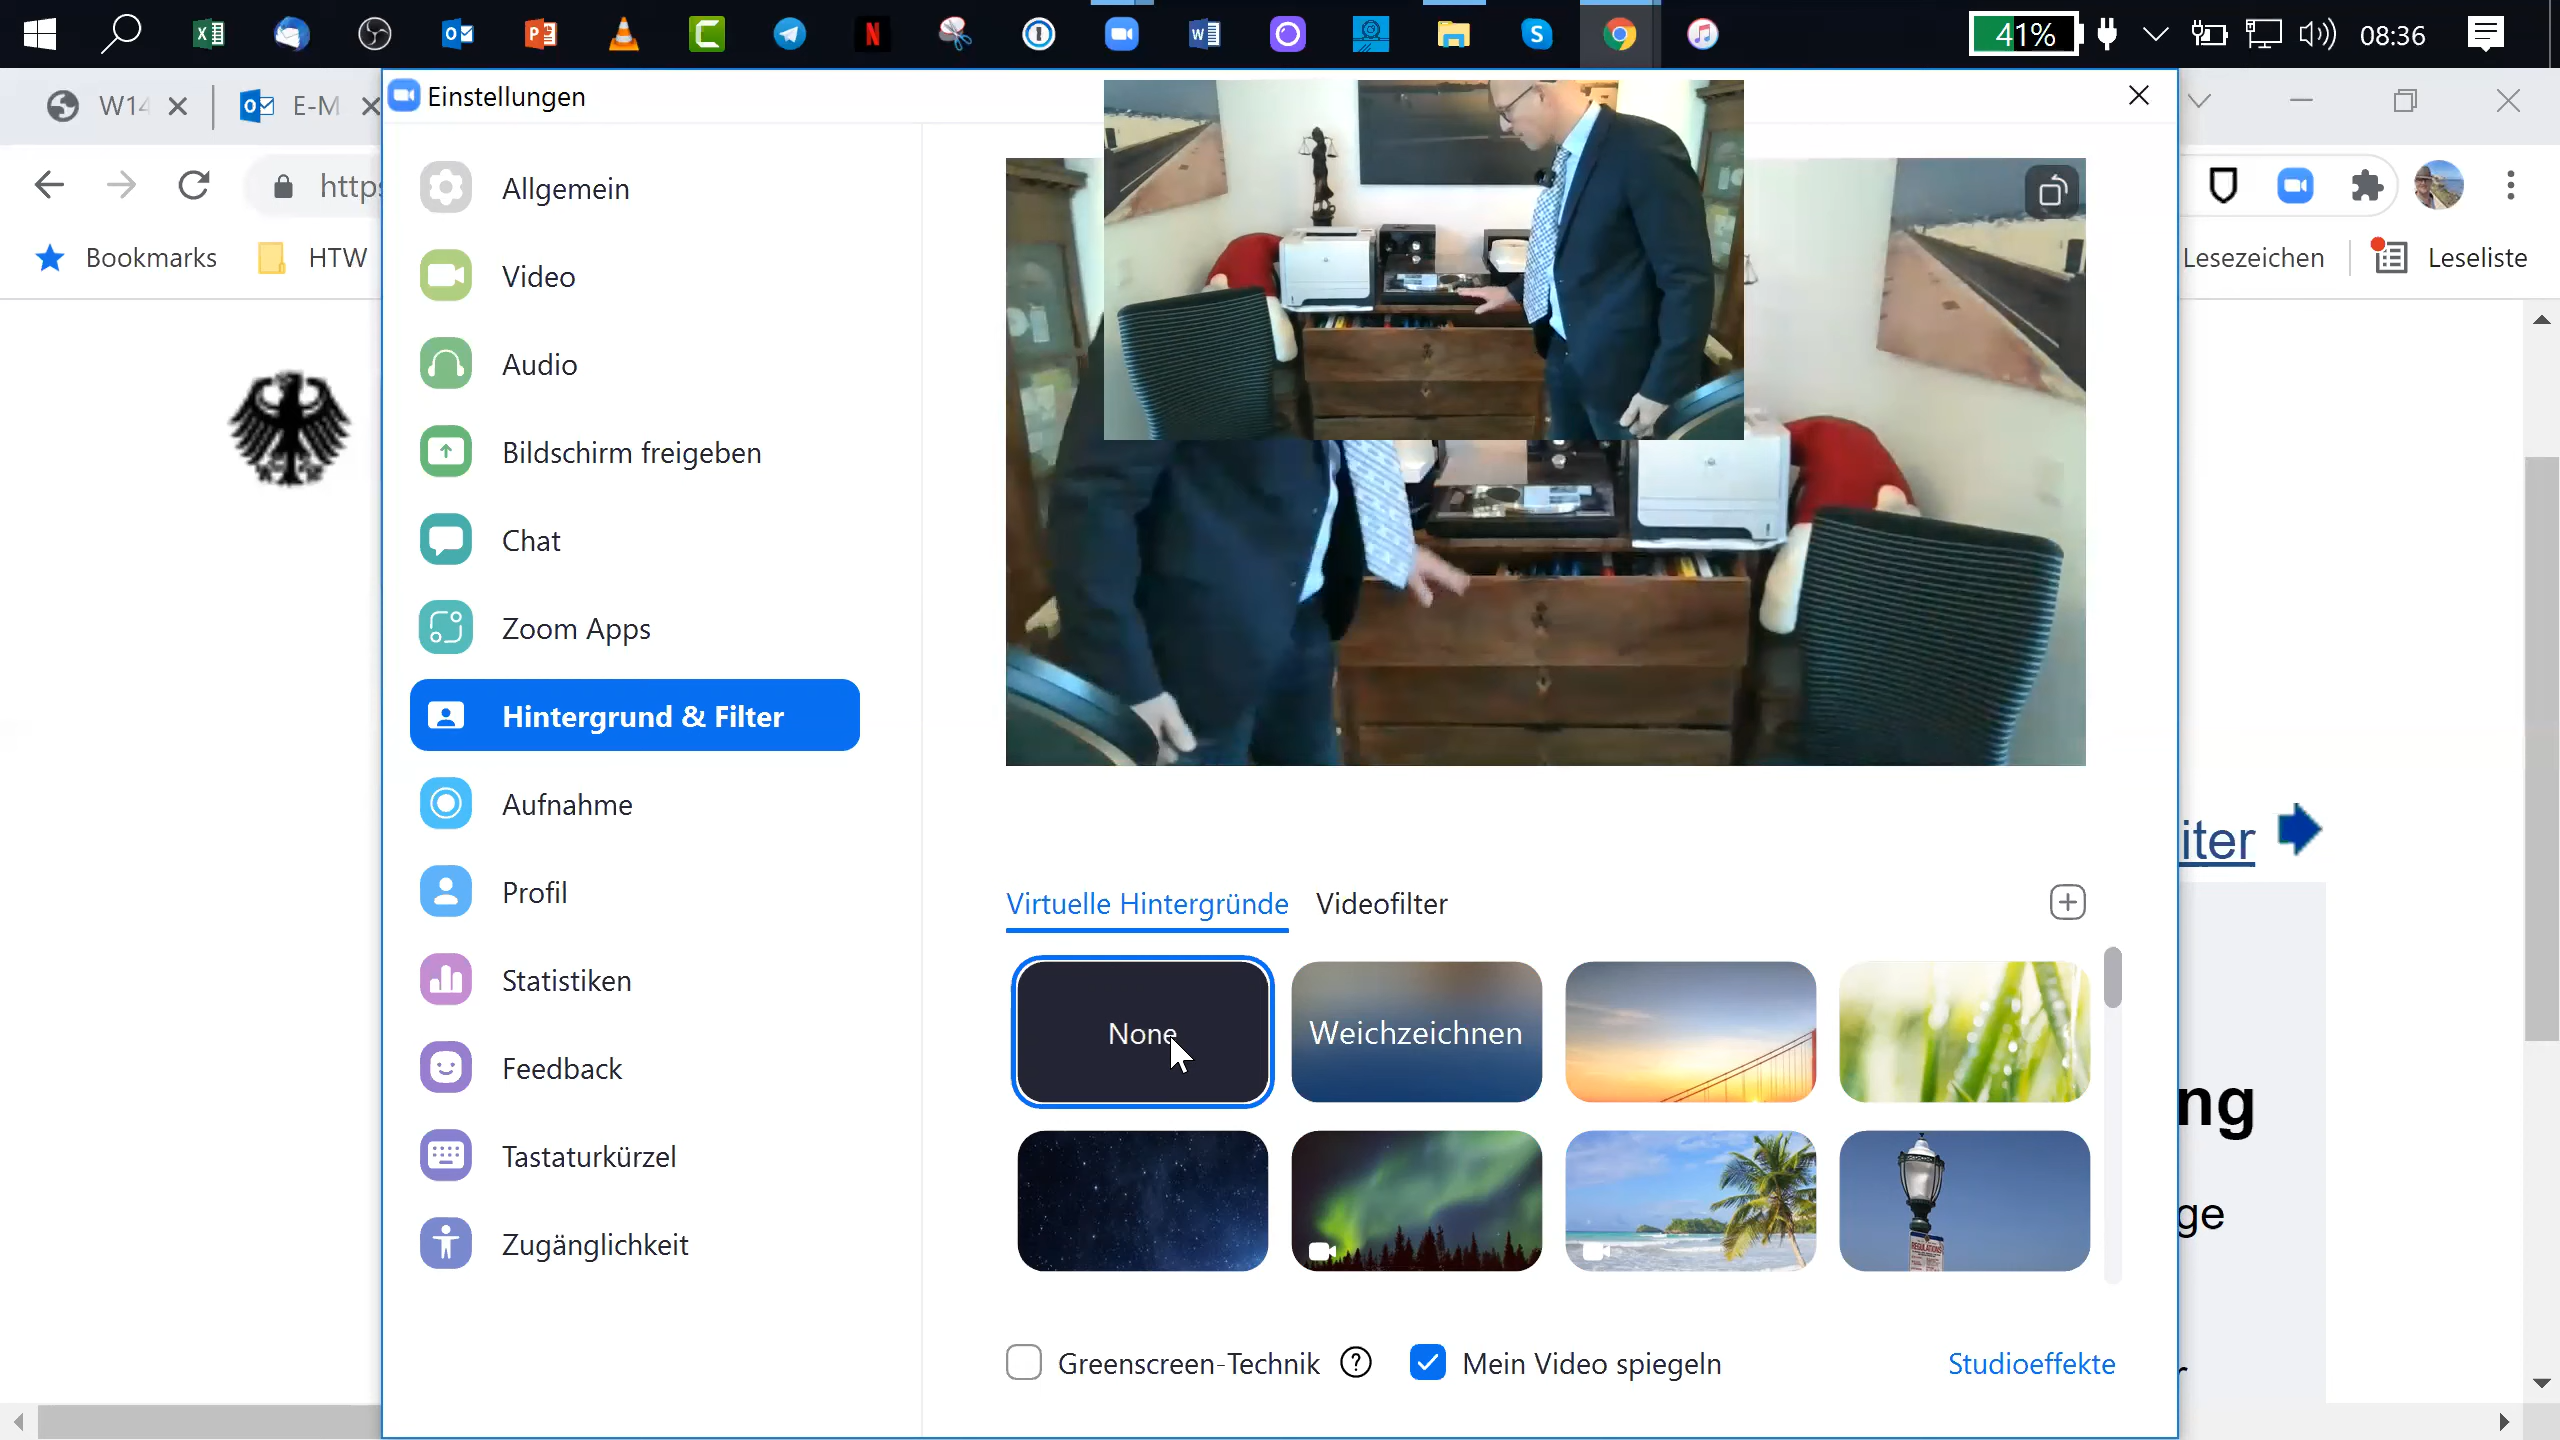 41%
08:36
W14
E-M
Einstellungen
https
Bookmarks
HTW
Lesezeichen
Leseliste
Allgemein
Video
Audio
Bildschirm freigeben
Chat
Zoom Apps
Hintergrund & Filter
Aufnahme
Profil
Statistiken
Feedback
Tastaturkürzel
Zugänglichkeit
iter
Virtuelle Hintergründe
Videofilter
None
Weichzeichnen
ng
ge
REGULATIONS
Greenscreen-Technik
Mein Video spiegeln
Studioeffekte